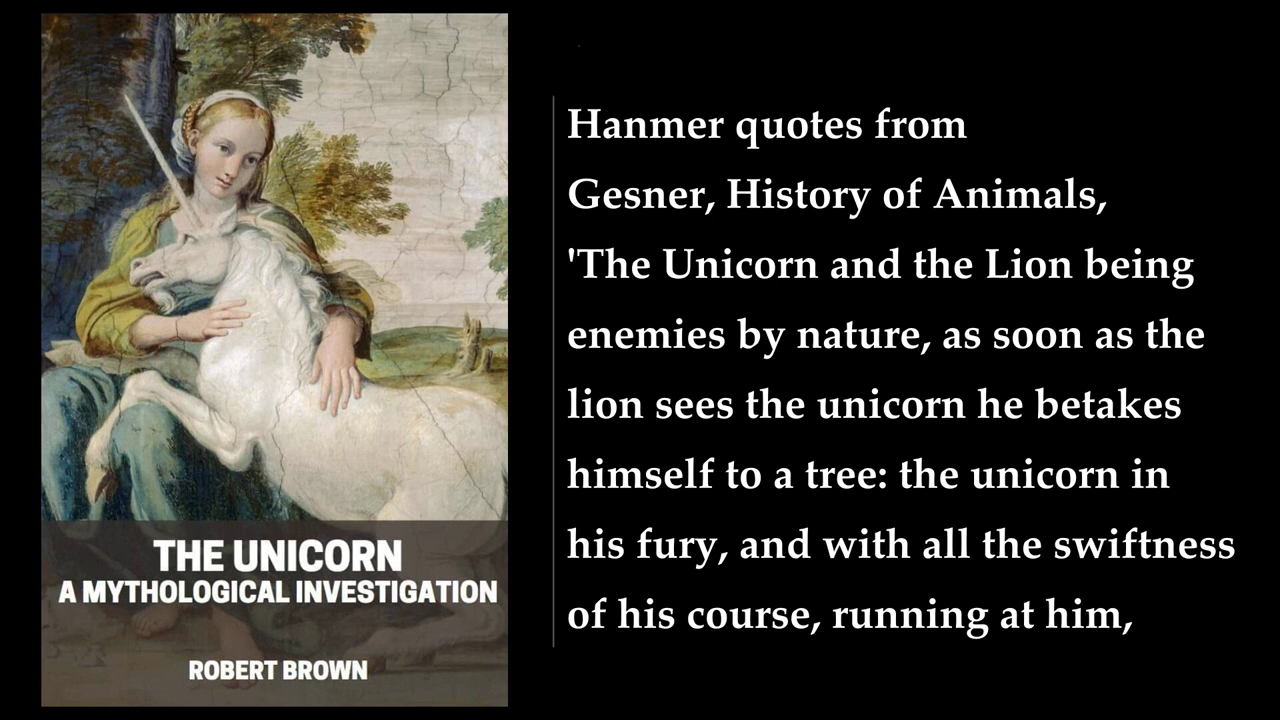 THE UNICORN
A MYTHOLOGICAL INVESTIGATION
ROBERT BROWN
Hanmer quotes from
Gesner, History of Animals,
'The Unicorn and the Lion being
enemies by nature, as soon as the
lion sees the unicorn he betakes
himself to a tree: the unicorn in
his fury, and with all the swiftness
of his course, running at him,